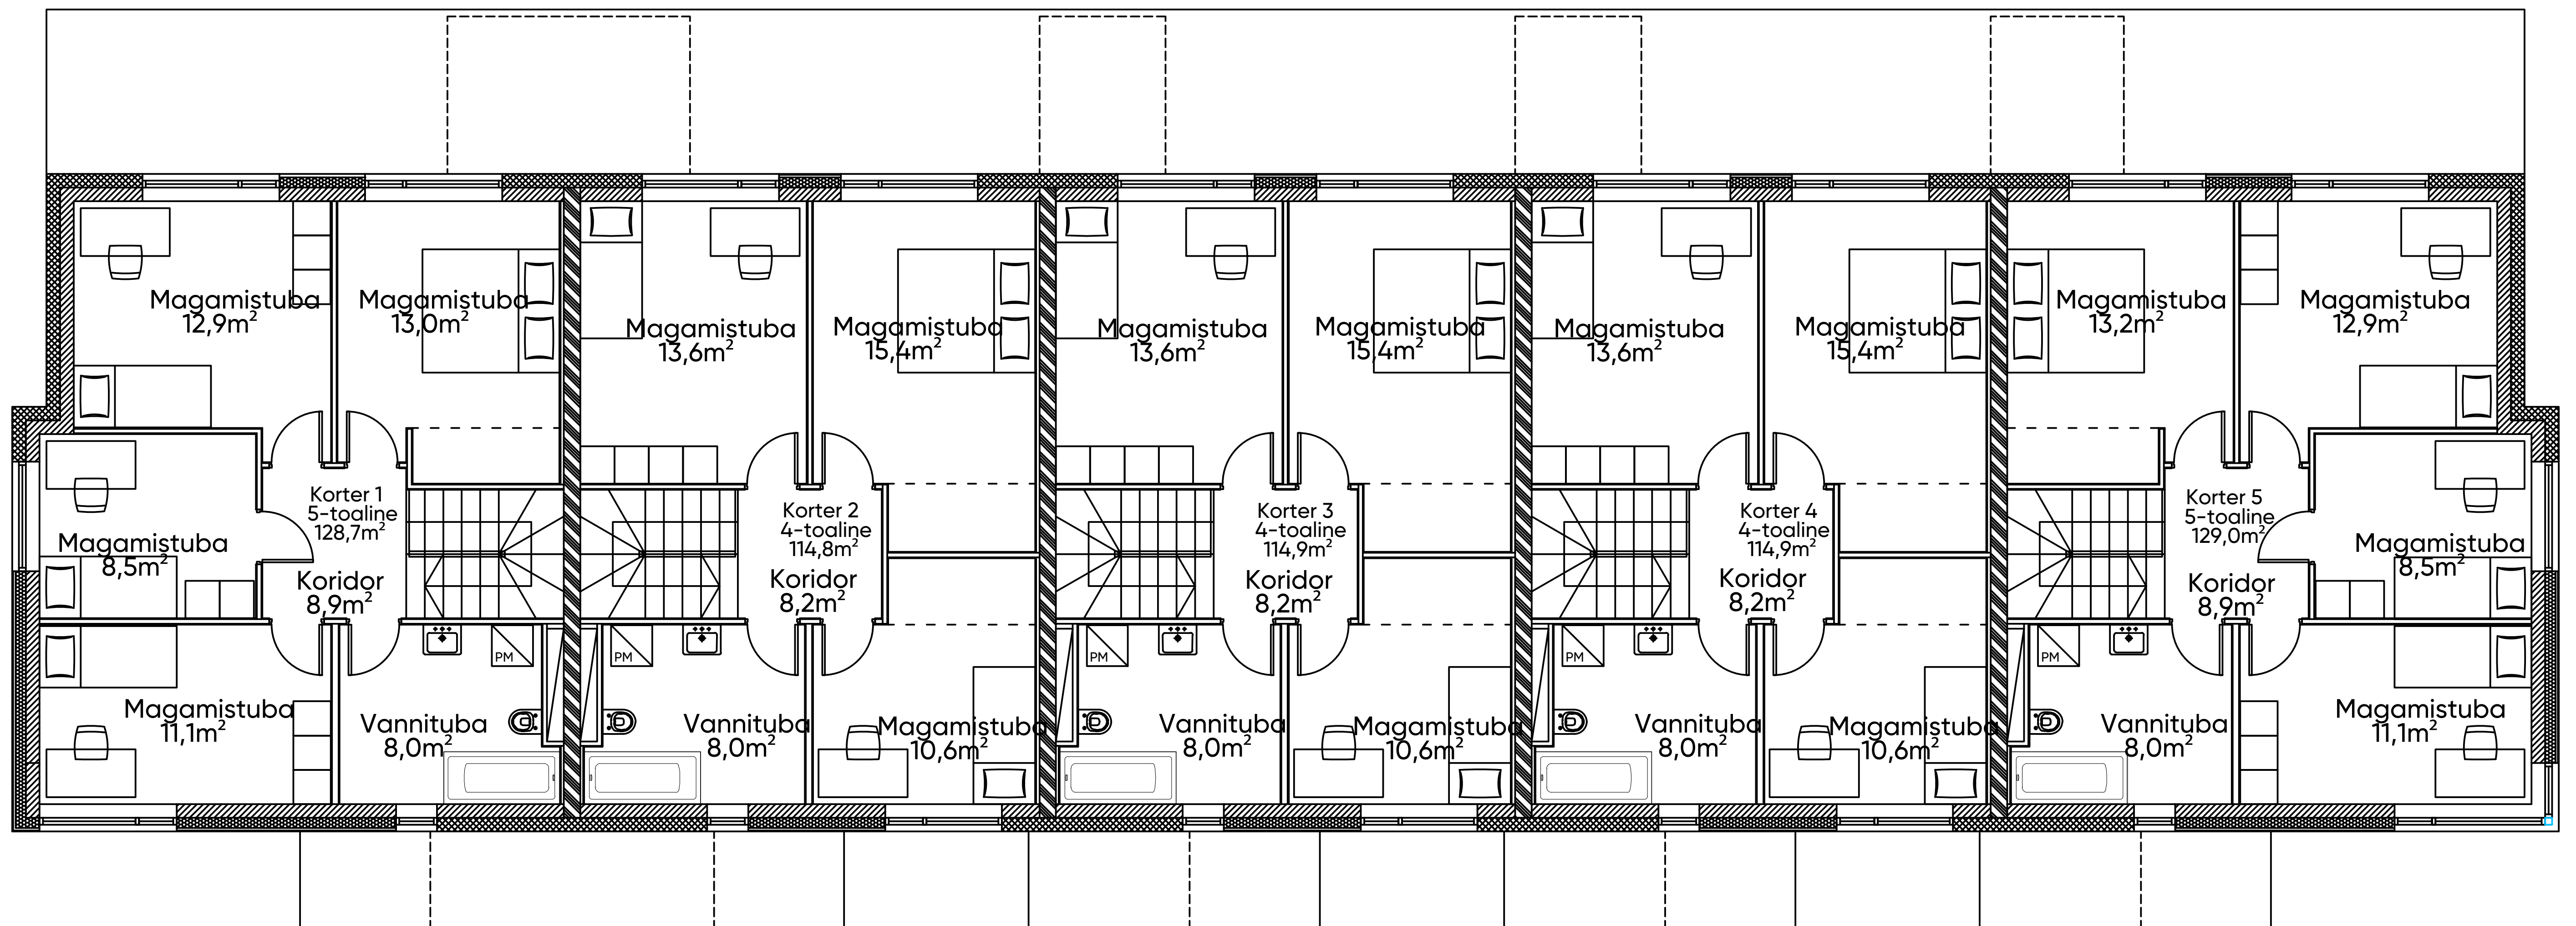 Magamistuba
12,9m²
Magamistuba
13,0m²
Magamistuba
8,5m²
Korter 1
5-toaline
128,7m²
Koridor
8,9m²
Magamistuba
11,1m²
Vannituba
8,0m²
PM
Magamistuba
13,6m²
Magamistuba
15,4m²
Korter 2
4-toaline
114,8m²
Koridor
8,2m²
PM
Vannituba
8,0m²
Magamistuba
10,6m²
Magamistuba
13,6m²
Magamistuba
15,4m²
Korter 3
4-toaline
114,9m²
Koridor
8,2m²
PM
Vannituba
8,0m²
Magamistuba
10,6m²
Magamistuba
13,6m²
Magamistuba
15,4m²
Korter 4
4-toaline
114,9m²
Koridor
8,2m²
PM
Vannituba
8,0m²
Magamistuba
10,6m²
Magamistuba
13,2m²
Magamistuba
12,9m²
Korter 5
5-toaline
129,0m²
Magamistuba
8,5m²
Koridor
8,9m²
PM
Vannituba
8,0m²
Magamistuba
11,1m²